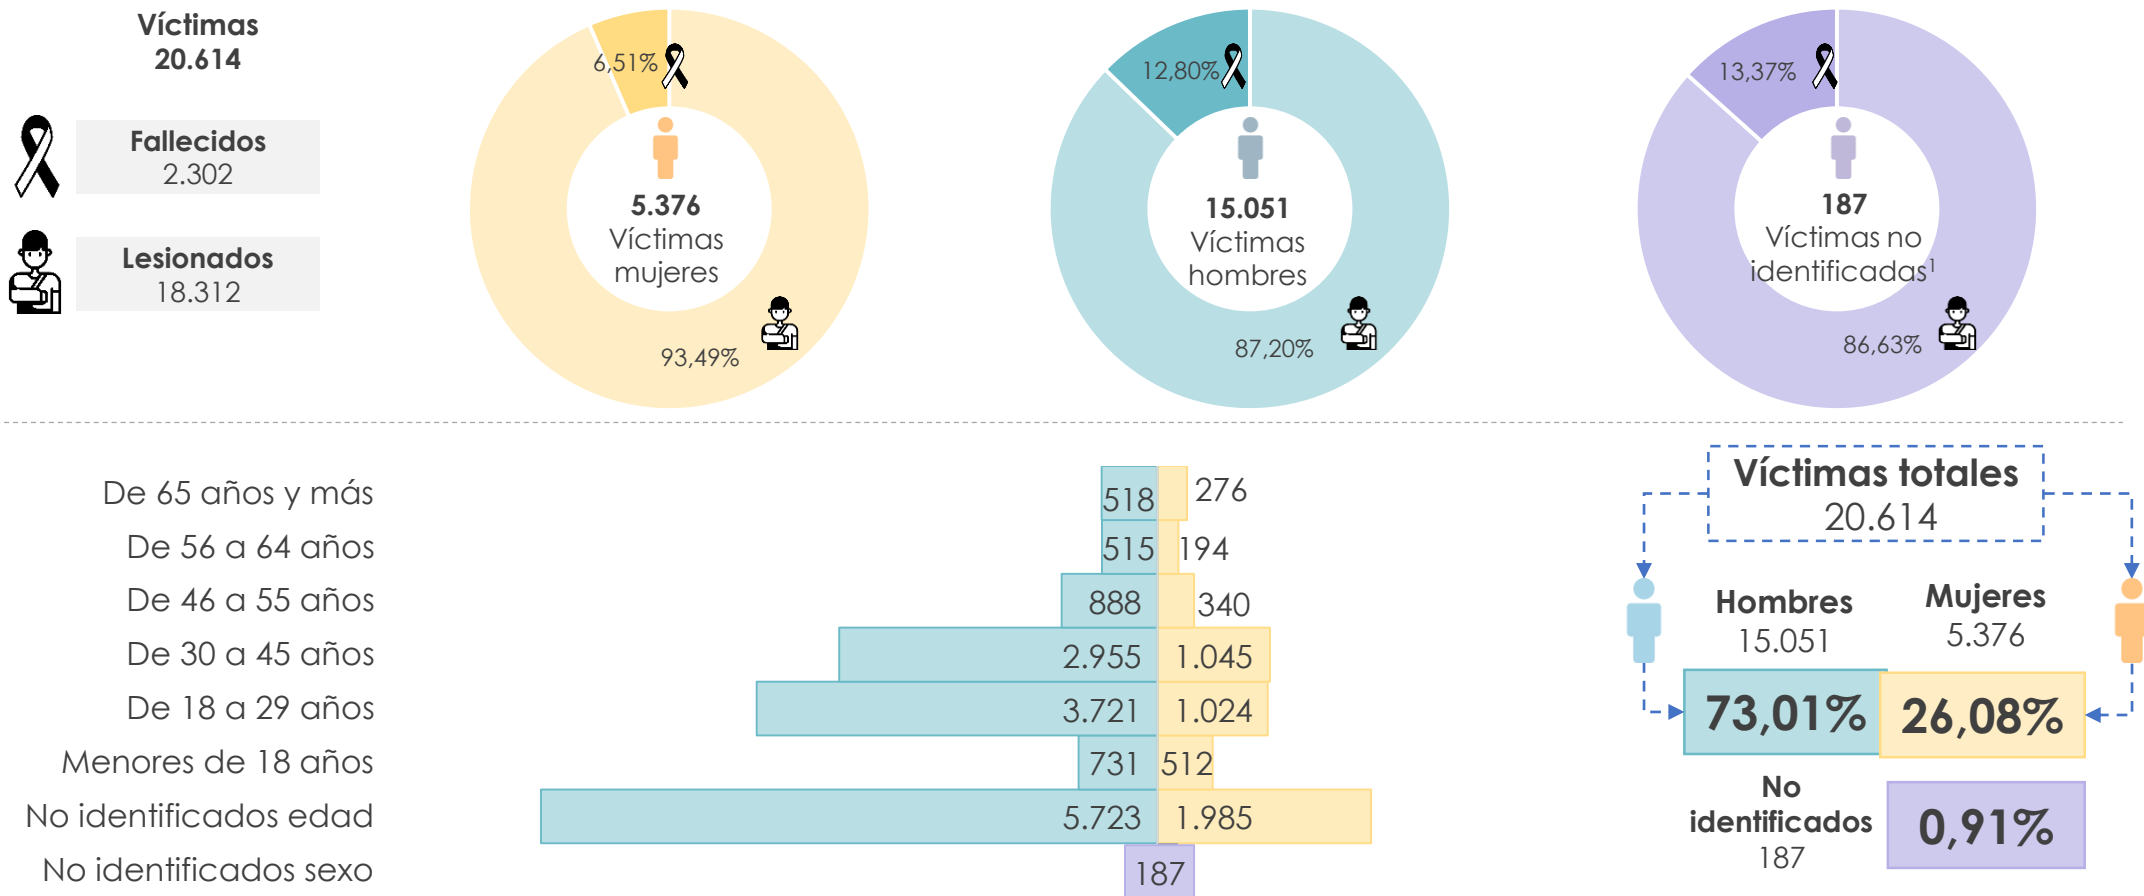 Víctimas
20.614
Fallecidos
2.302
Lesionados
18.312
6,51%
5.376
Víctimas
mujeres
93,49%
12,80%
15.051
Víctimas
hombres
87,20%
13,37%
187
Víctimas no
identificadas1
86,63%
De 65 años y más
518
276
De 56 a 64 años
515
194
De 46 a 55 años
888
340
De 30 a 45 años
2.955
1.045
De 18 a 29 años
3.721
1.024
Menores de 18 años
731
512
No identificados edad
5.723
1.985
No identificados sexo
187
Víctimas totales
20.614
Hombres
15.051
73,01%
Mujeres
5.376
26,08%
No
identificados
187
0,91%